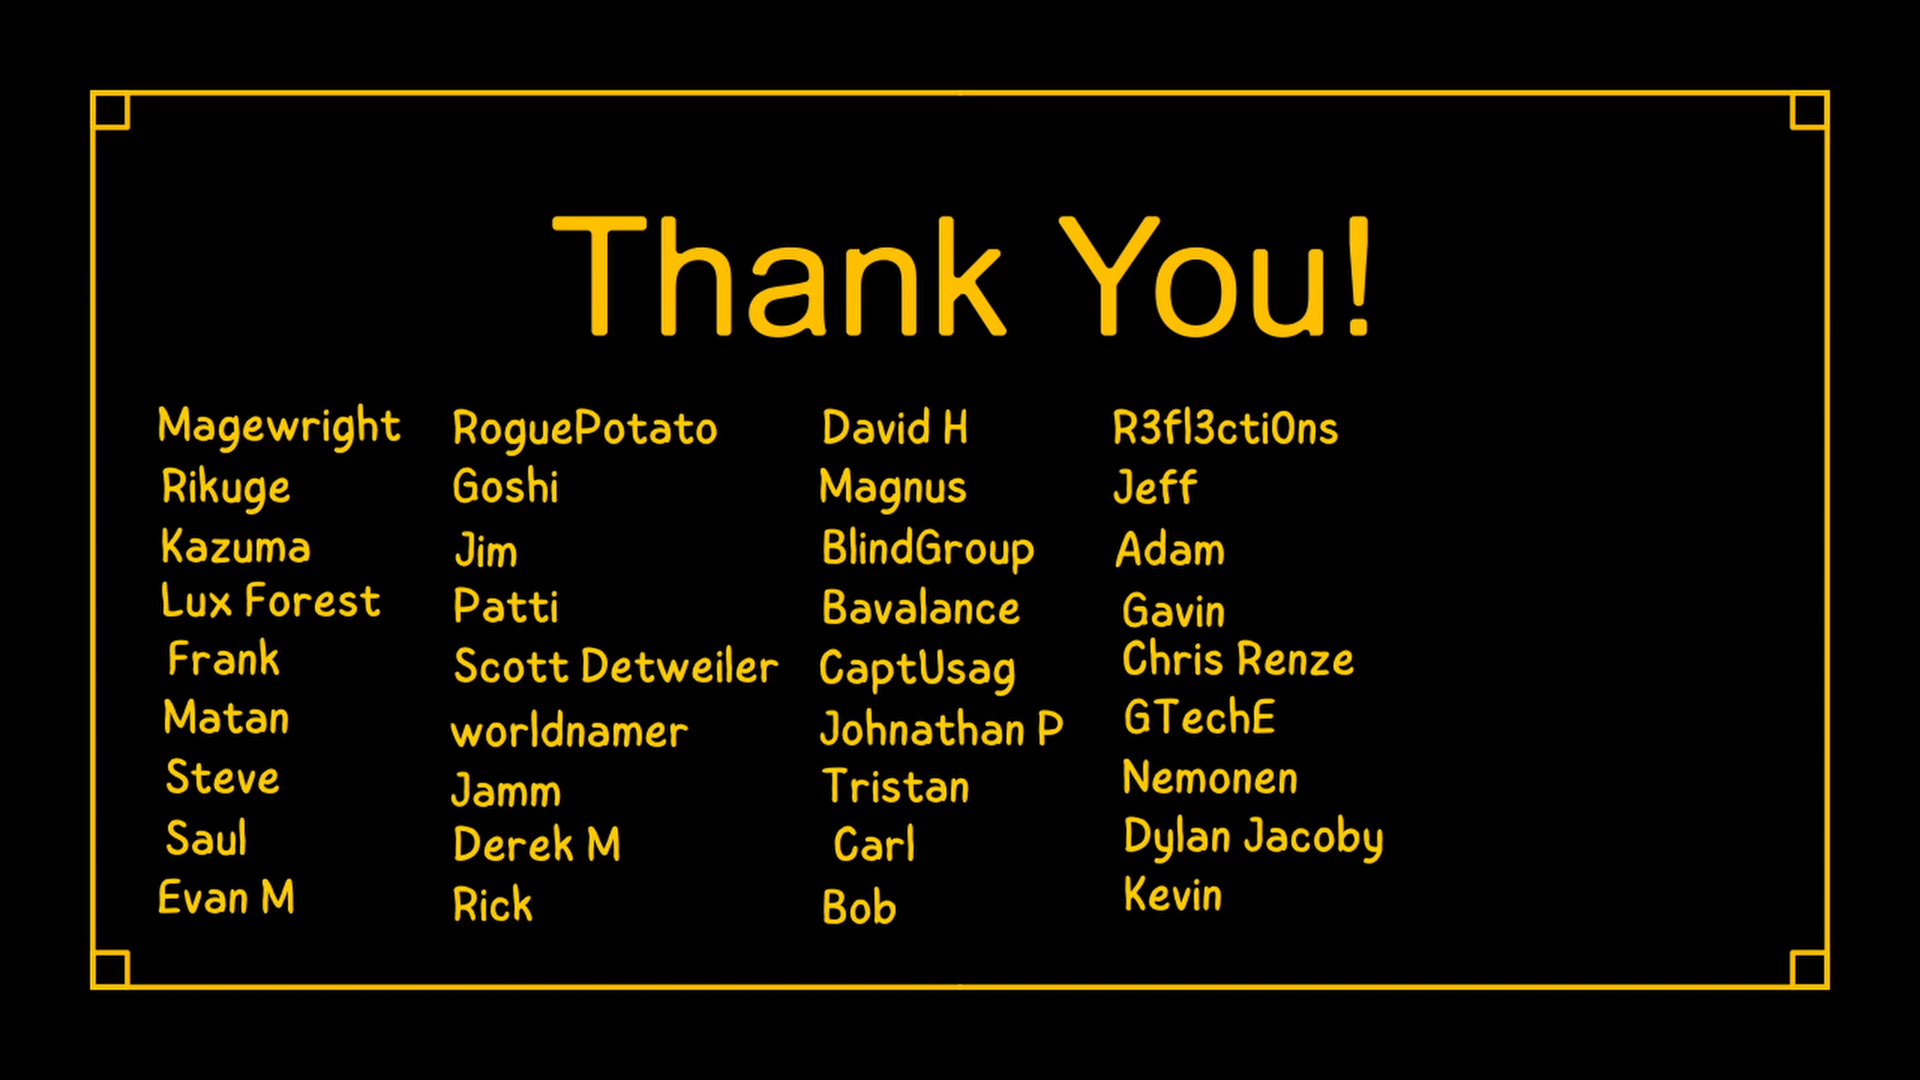 Thank You!
Magewright
Rikuge
Kazuma
Lux Forest
Frank
Matan
Steve
Saul
Evan M
RoguePotato
Goshi
Jim
Patti
Scott Detweiler
worldnamer
Jamm
Derek M
Rick
David H
Magnus
BlindGroup
Bavalance
CaptUsag
Johnathan P
Tristan
Carl
Bob
R3fl3cti0ns
Jeff
Adam
Gavin
Chris Renze
GTechE
Nemonen
Dylan Jacoby
Kevin